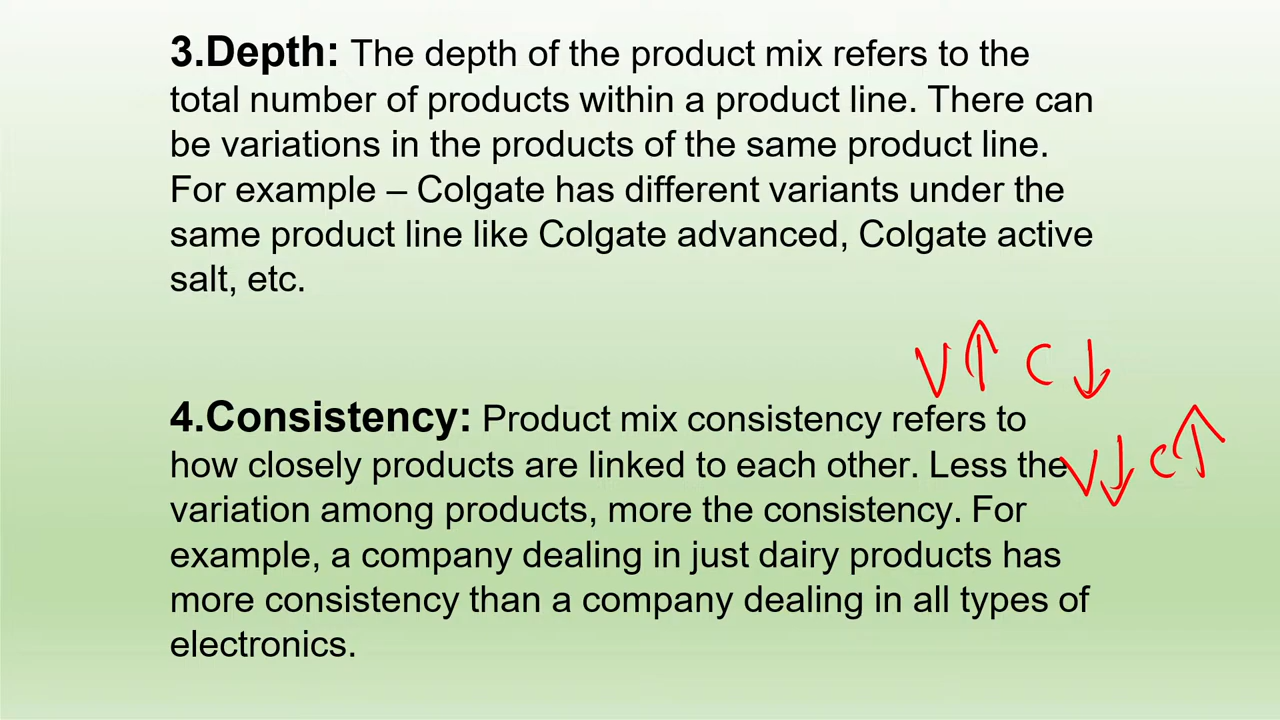 3.Depth: The depth of the product mix refers to the
total number of products within a product line. There can
be variations in the products of the same product line.
For example – Colgate has different variants under the
same product line like Colgate advanced, Colgate active
salt, etc.
V↑ C↓
4.Consistency: Product mix consistency refers to
how closely products are linked to each other. Less the
V↓ C↑
variation among products, more the consistency. For
example, a company dealing in just dairy products has
more consistency than a company dealing in all types of
electronics.